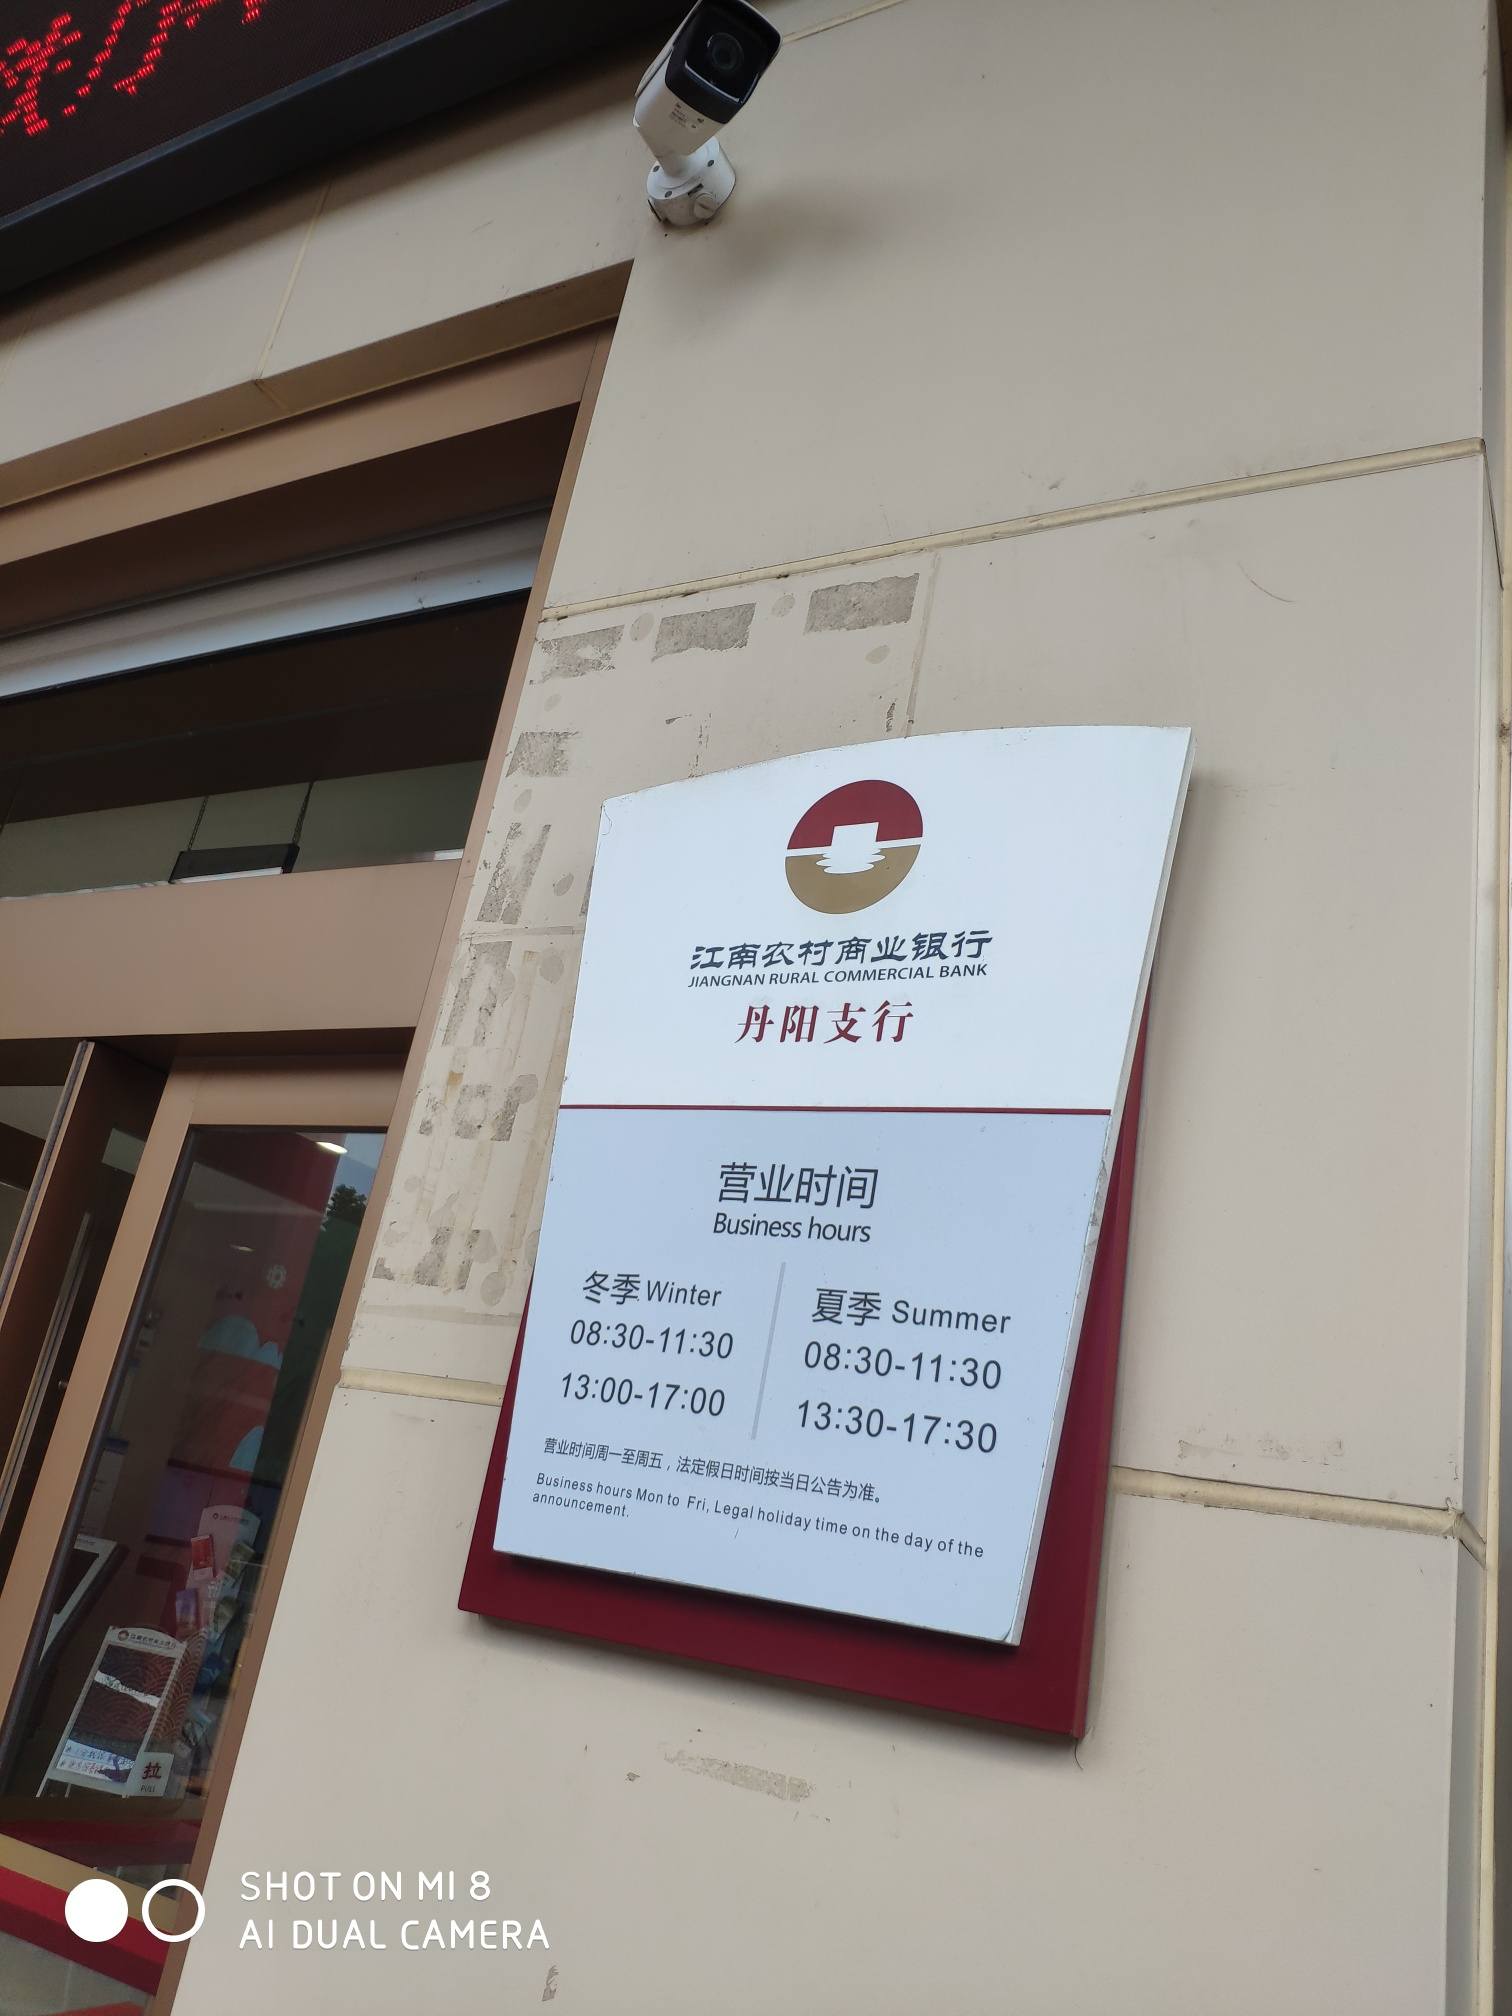 江南农村商业银行
JIANGNAN RURAL COMMERCIAL BANK
丹阳支行
营业时间
Business hours
冬季 Winter
08:30-11:30
13:00-17:00
夏季 Summer
08:30-11:30
13:30-17:30
营业时间周一至周五，法定假日时间按当日公告为准。
Business hours Mon to Fri, Legal holiday time on the day of the
announcement.
拉
PULL
SHOT ON MI 8
AI DUAL CAMERA